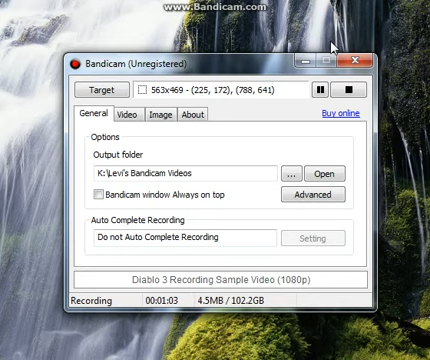 www.Bandicam.com
Bandicam (Unregistered)
Target
563x469 - (225, 172), (788, 641)
General Video Image About
Buy online
Options
Output folder
K:\Levi's Bandicam Videos
... Open
Bandicam window Always on top
Advanced
Auto Complete Recording
Do not Auto Complete Recording
Setting
Diablo 3 Recording Sample Video (1080p)
Recording 00:01:03 4.5MB / 102.2GB